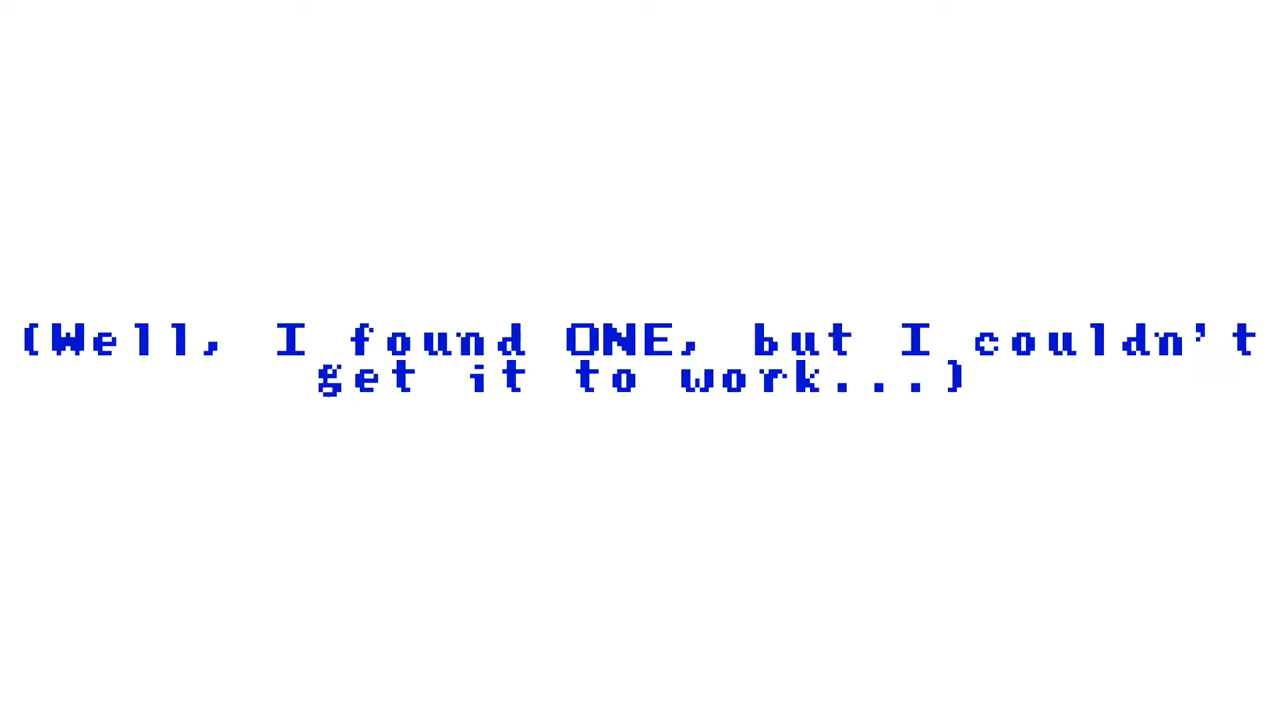 (Well, I found ONE, but I couldn't
get it to work...)